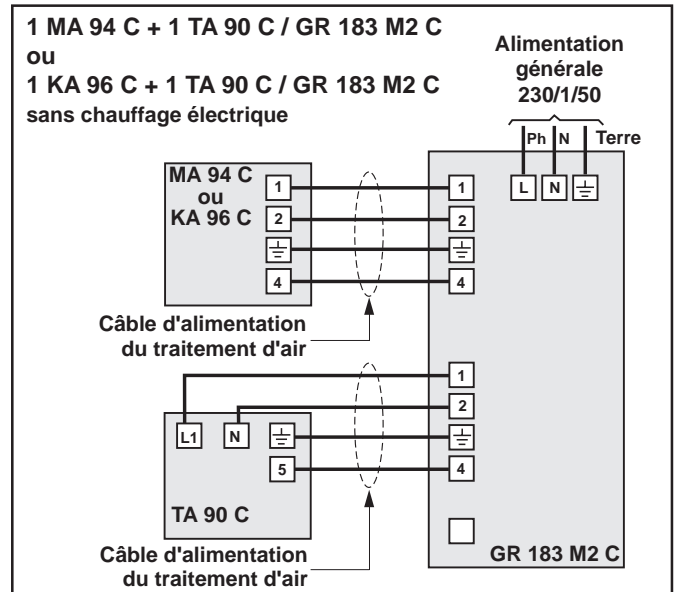 1 MA 94 C + 1 TA 90 C / GR 183 M2 C
ou
1 KA 96 C + 1 TA 90 C / GR 183 M2 C
sans chauffage électrique
Alimentation
générale
230/1/50
Ph N Terre
L N
MA 94 C
ou
KA 96 C
1 1
2 2
4 4
Câble d'alimentation
du traitement d'air
1
2
L1 N
5 4
TA 90 C
Câble d'alimentation
du traitement d'air
GR 183 M2 C